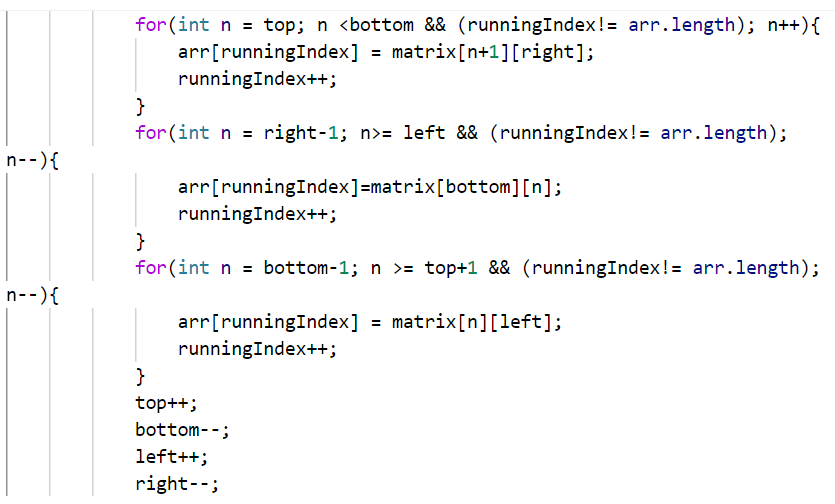 for(int n = top; n <bottom && (runningIndex!= arr.length); n++){
arr[runningIndex] = matrix[n+1][right];
runningIndex++;
}
for(int n = right-1; n>= left && (runningIndex!= arr.length);
n--){
arr[runningIndex]=matrix[bottom][n];
runningIndex++;
}
for(int n = bottom-1; n >= top+1 && (runningIndex!= arr.length);
n--){
arr[runningIndex] = matrix[n][left];
runningIndex++;
}
top++;
bottom--;
left++;
right--;